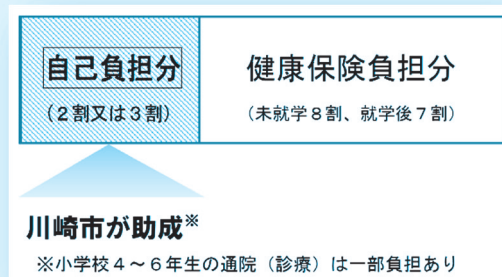 自己負担分
（２割又は３割）
健康保険負担分
（未就学８割、就学後７割）
川崎市が助成※
※小学校４～６年生の通院（診療）は一部負担あり